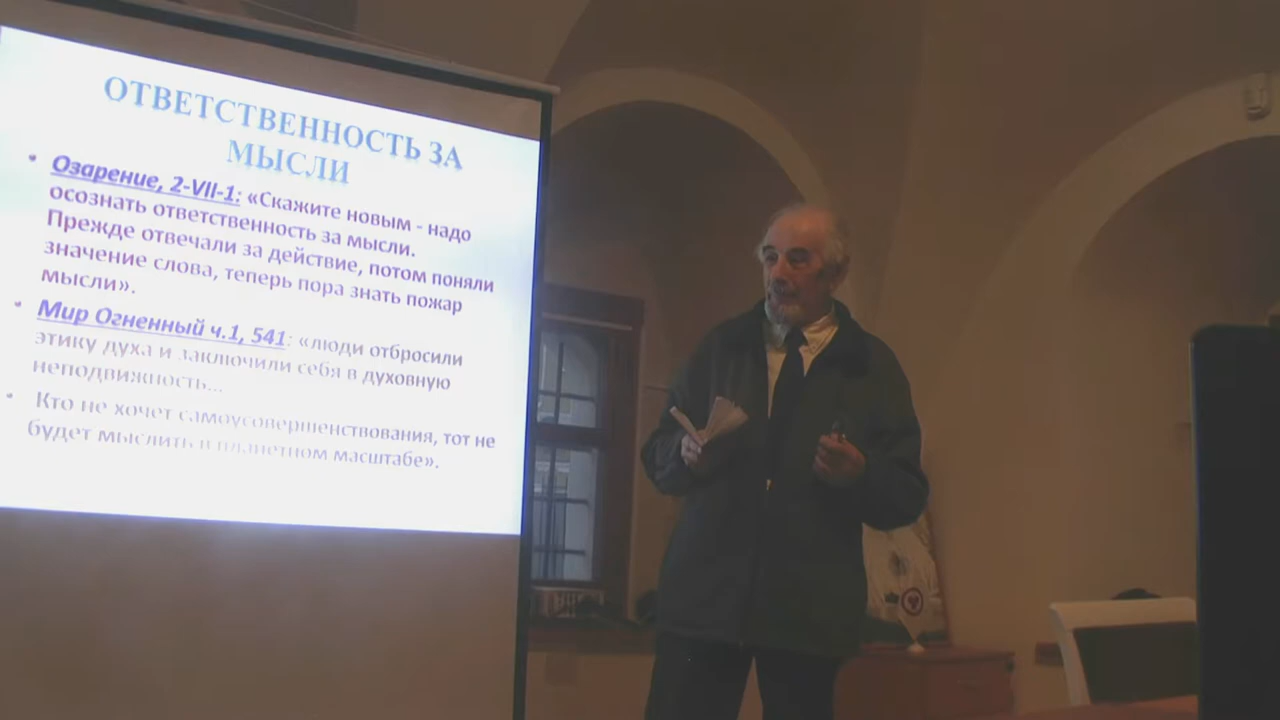 ОТВЕТСТВЕННОСТЬ ЗА
МЫСЛИ
• Озарение, 2-VII-1: «Скажите новым - надо
осознать ответственность за мысли.
Прежде отвечали за действие, потом поняли
значение слова, теперь пора знать пожар
мысли».
• Мир Огненный ч.1, 541: «люди отбросили
этику духа и заключили себя в духовную
неподвижность...
• Кто не хочет самоусовершенствования, тот не
будет мыслить в планетном масштабе».